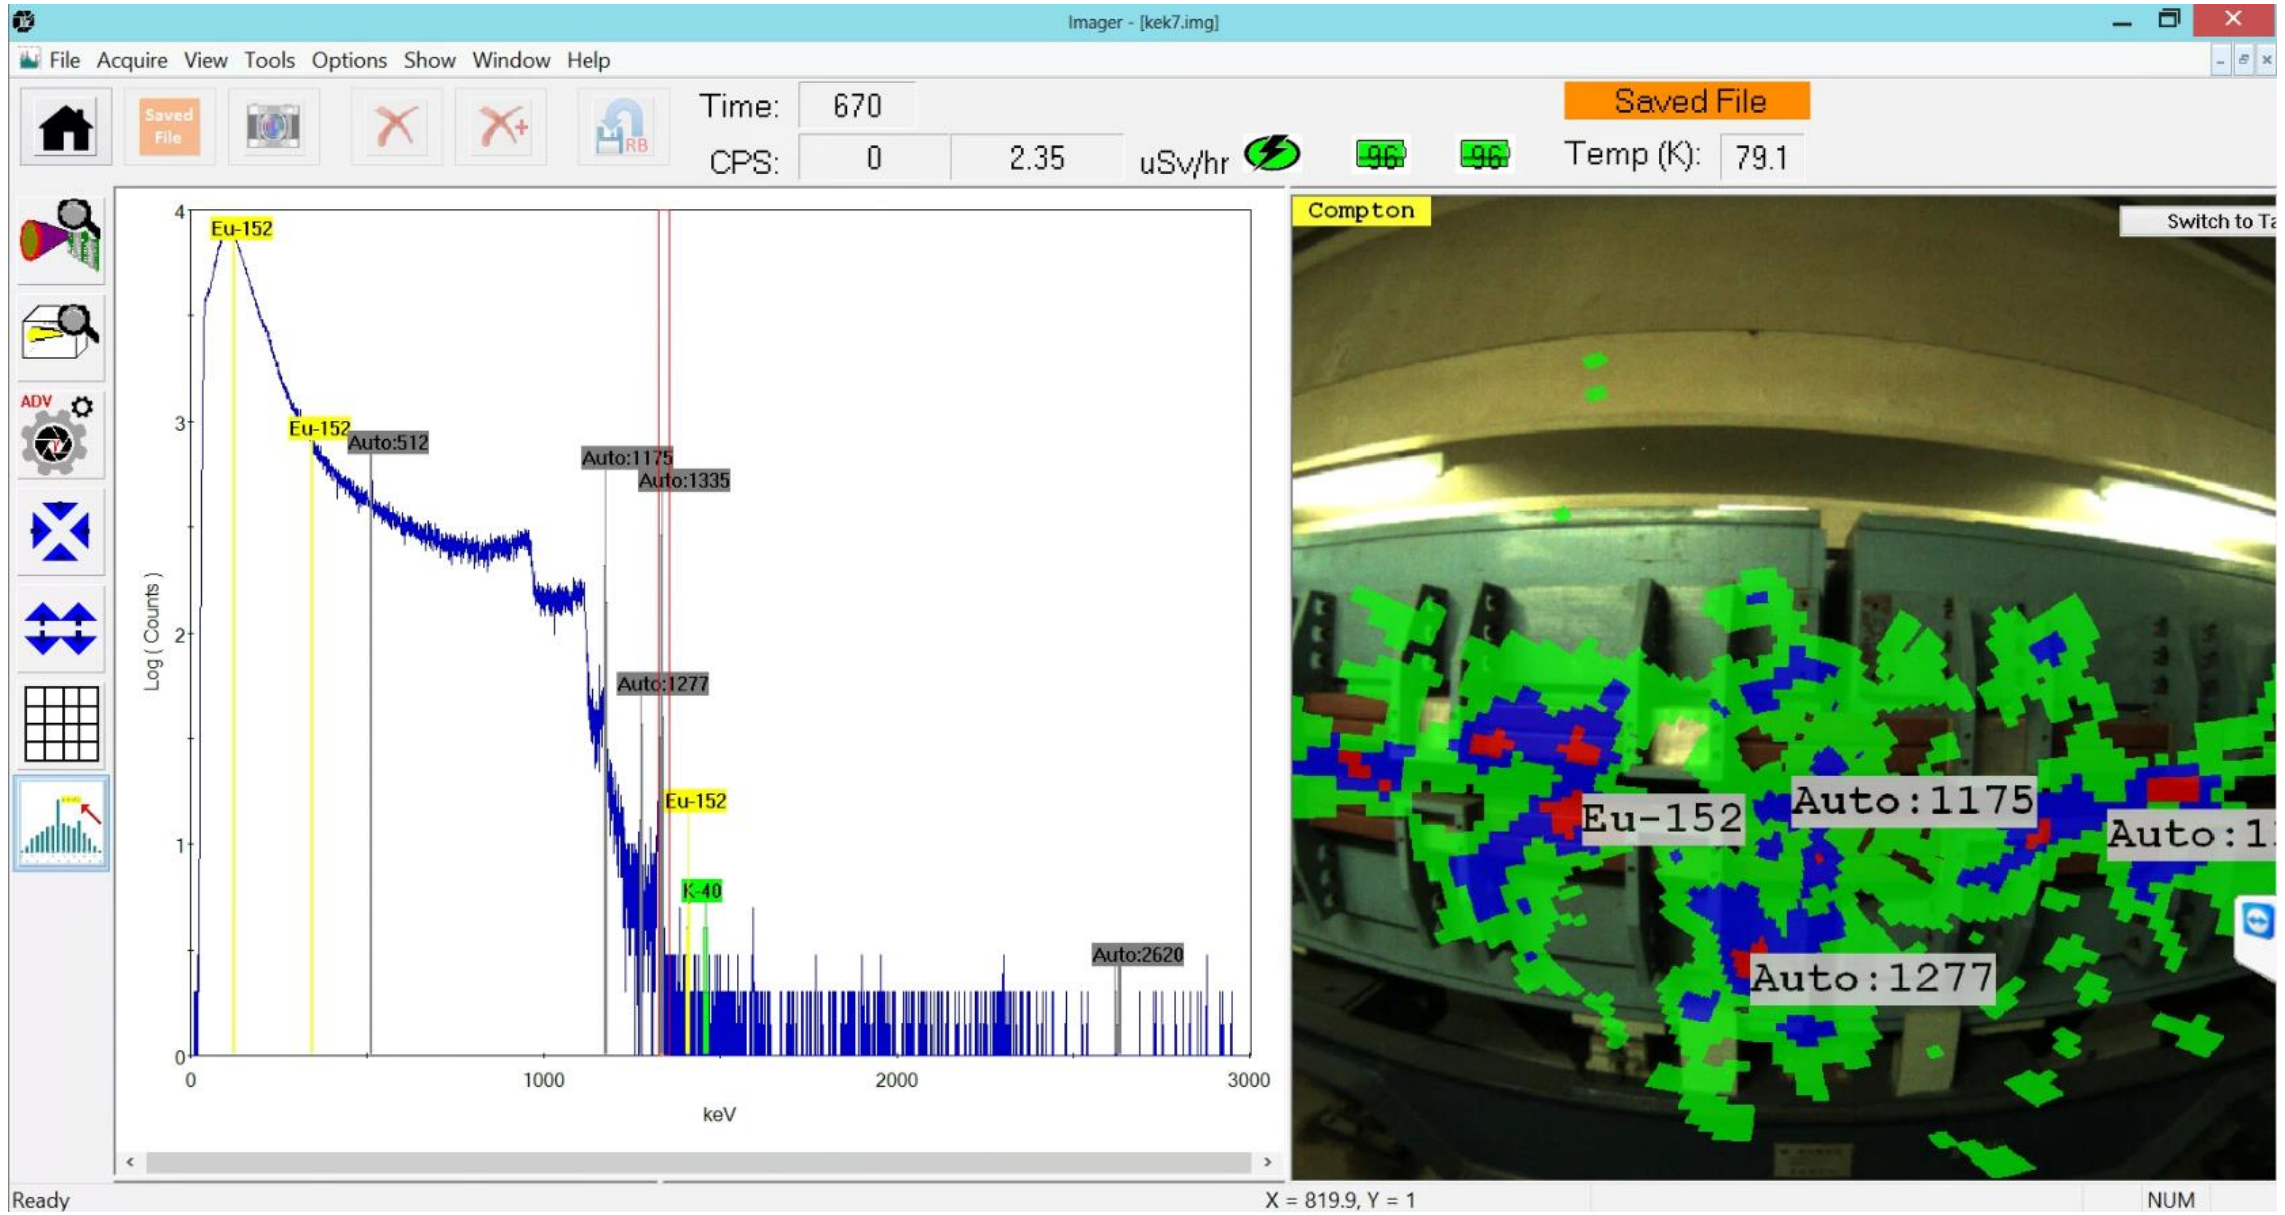 Imager - [kek7.img]
File Acquire View Tools Options Show Window Help
Saved
File
RB
Time: 670
CPS: 0 2.35 uSv/hr
96 96
Saved File
Temp (K): 79.1
ADV
4
3
2
1
0
Log ( Counts )
Eu-152
Eu-152
Auto:512
Auto:1175
Auto:1335
Auto:1277
Eu-152
K-40
Auto:2620
0 1000 2000 3000
keV
Compton
Switch to Ta
Eu-152
Auto:1175
Auto:1
Auto:1277
Ready
X = 819.9, Y = 1
NUM